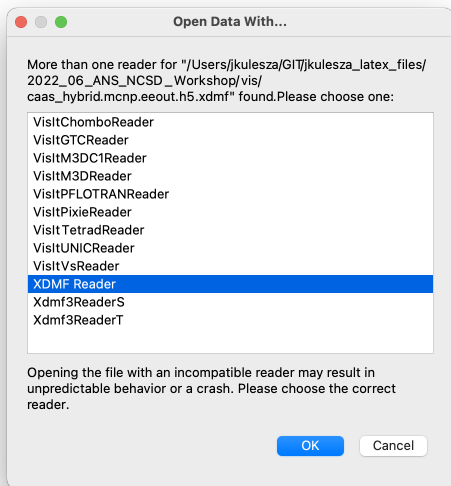 Open Data With...
More than one reader for "/Users/jkulesza/GIT/jkulesza_latex_files/
2022_06_ANS_NCSD_Workshop/vis/
caas_hybrid.mcnp.eeout.h5.xdmf" found.Please choose one:
VisItChomboReader
VisItGTCReader
VisItM3DC1Reader
VisItM3DReader
VisItPFLOTRANReader
VisItPixieReader
VisItTetradReader
VisItUNICReader
VisItVsReader
XDMF Reader
Xdmf3ReaderS
Xdmf3ReaderT
Opening the file with an incompatible reader may result in
unpredictable behavior or a crash. Please choose the correct
reader.
OK Cancel